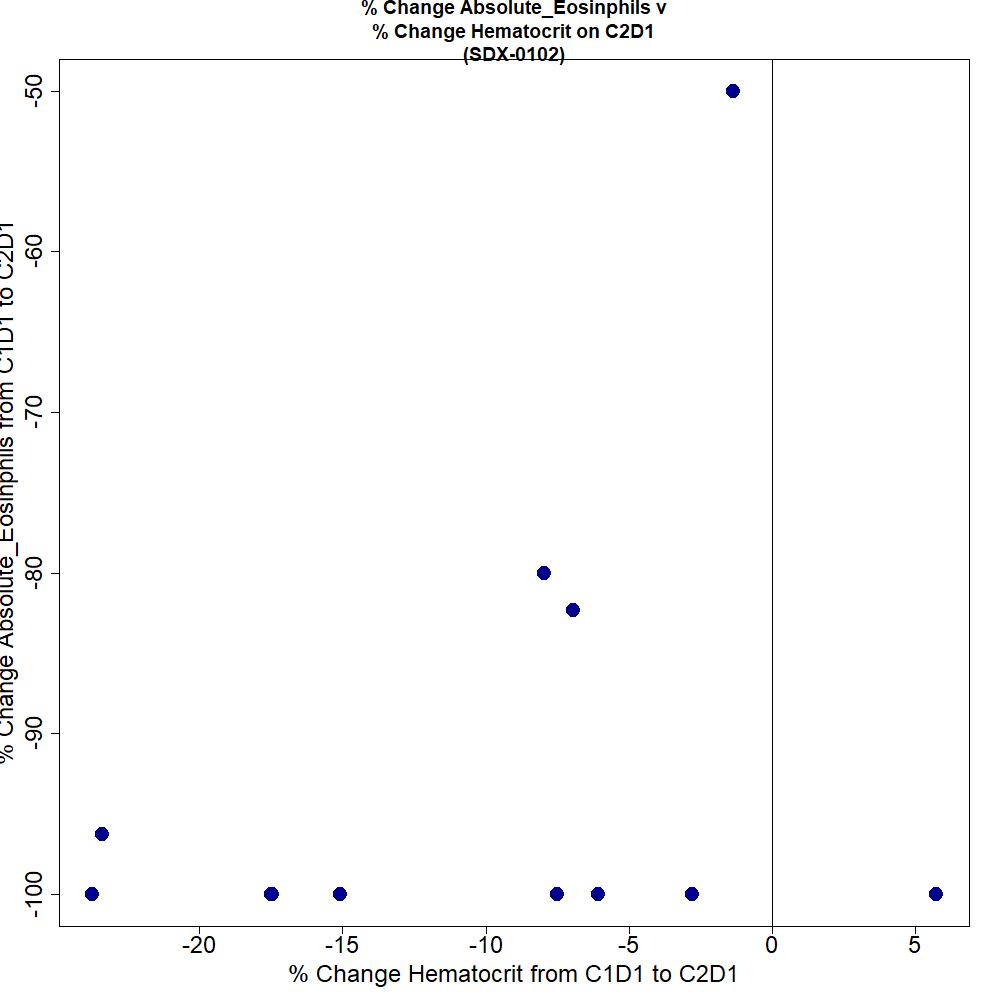 % Change Absolute_Eosinphils v
% Change Hematocrit on C2D1
(SDX-0102)
% Change Absolute_Eosinphils from C1D1 to C2D1
-50
-60
-70
-80
-90
-100
-20
-15
-10
-5
0
5
% Change Hematocrit from C1D1 to C2D1